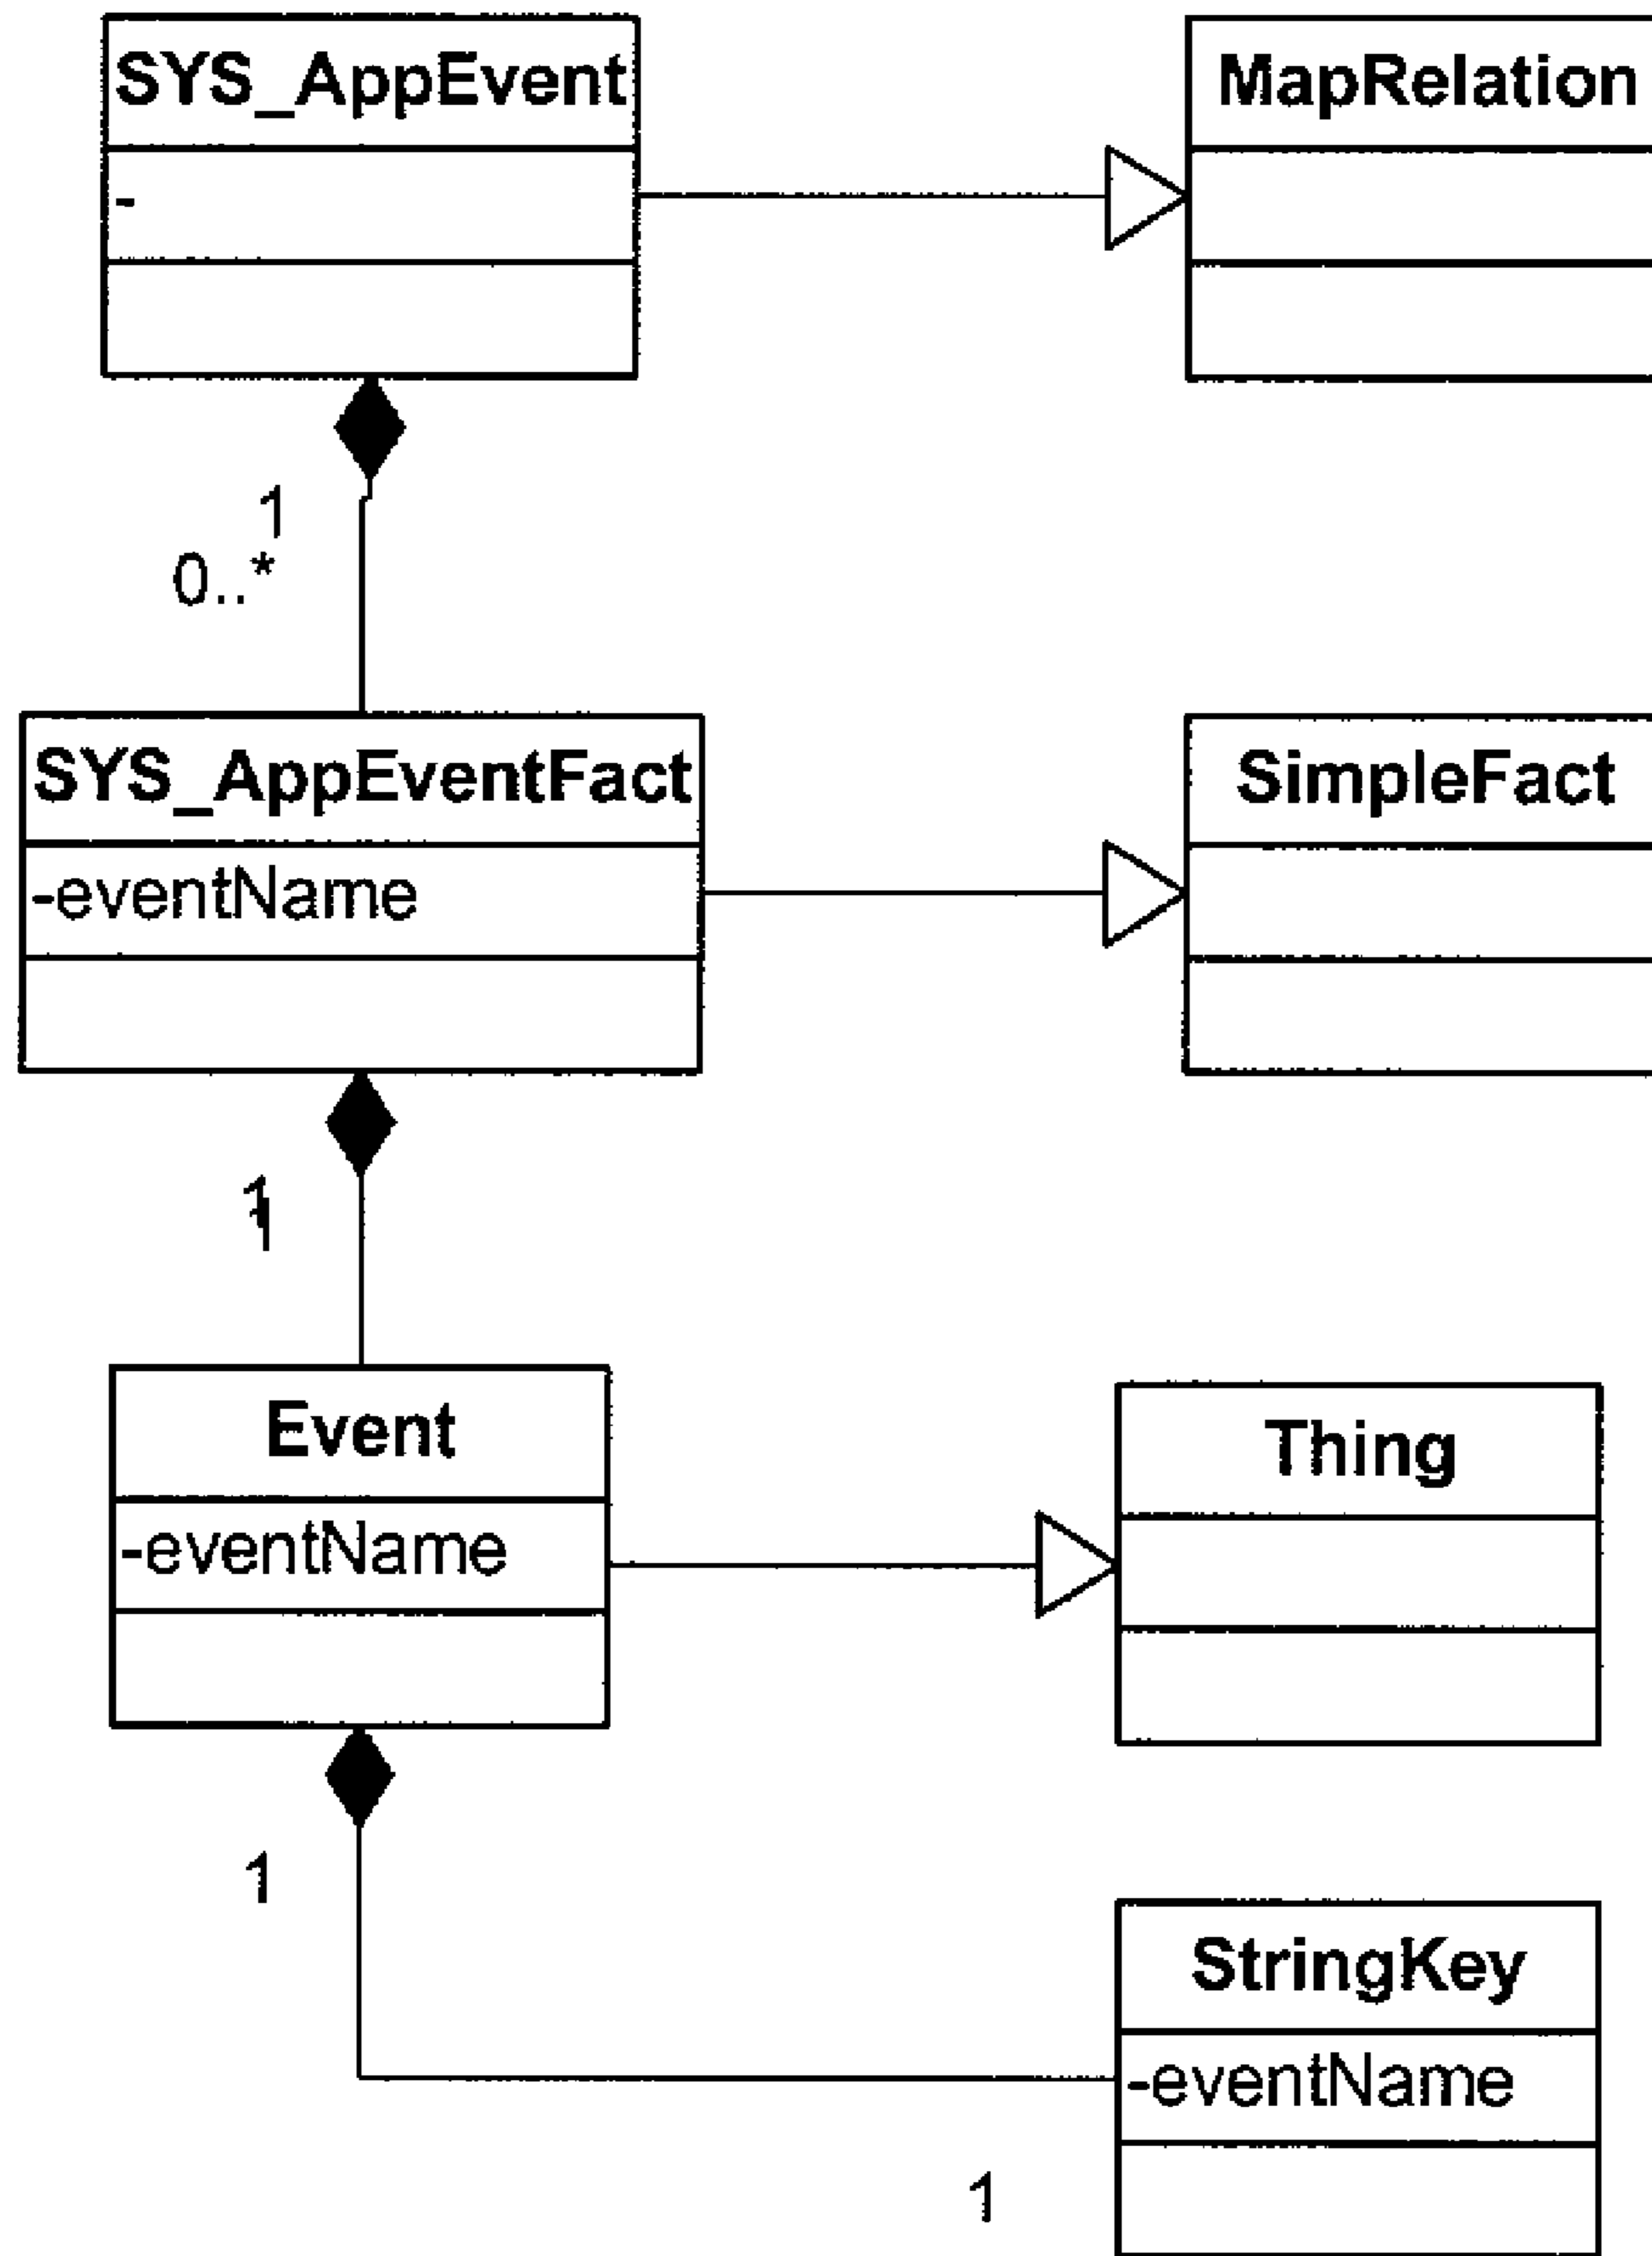 SYS_AppEvent
MapRelation
-
1
0..*
SYS_AppEventFact
SimpleFact
-eventName
1
1
Event
Thing
-eventName
1
StringKey
-eventName
1